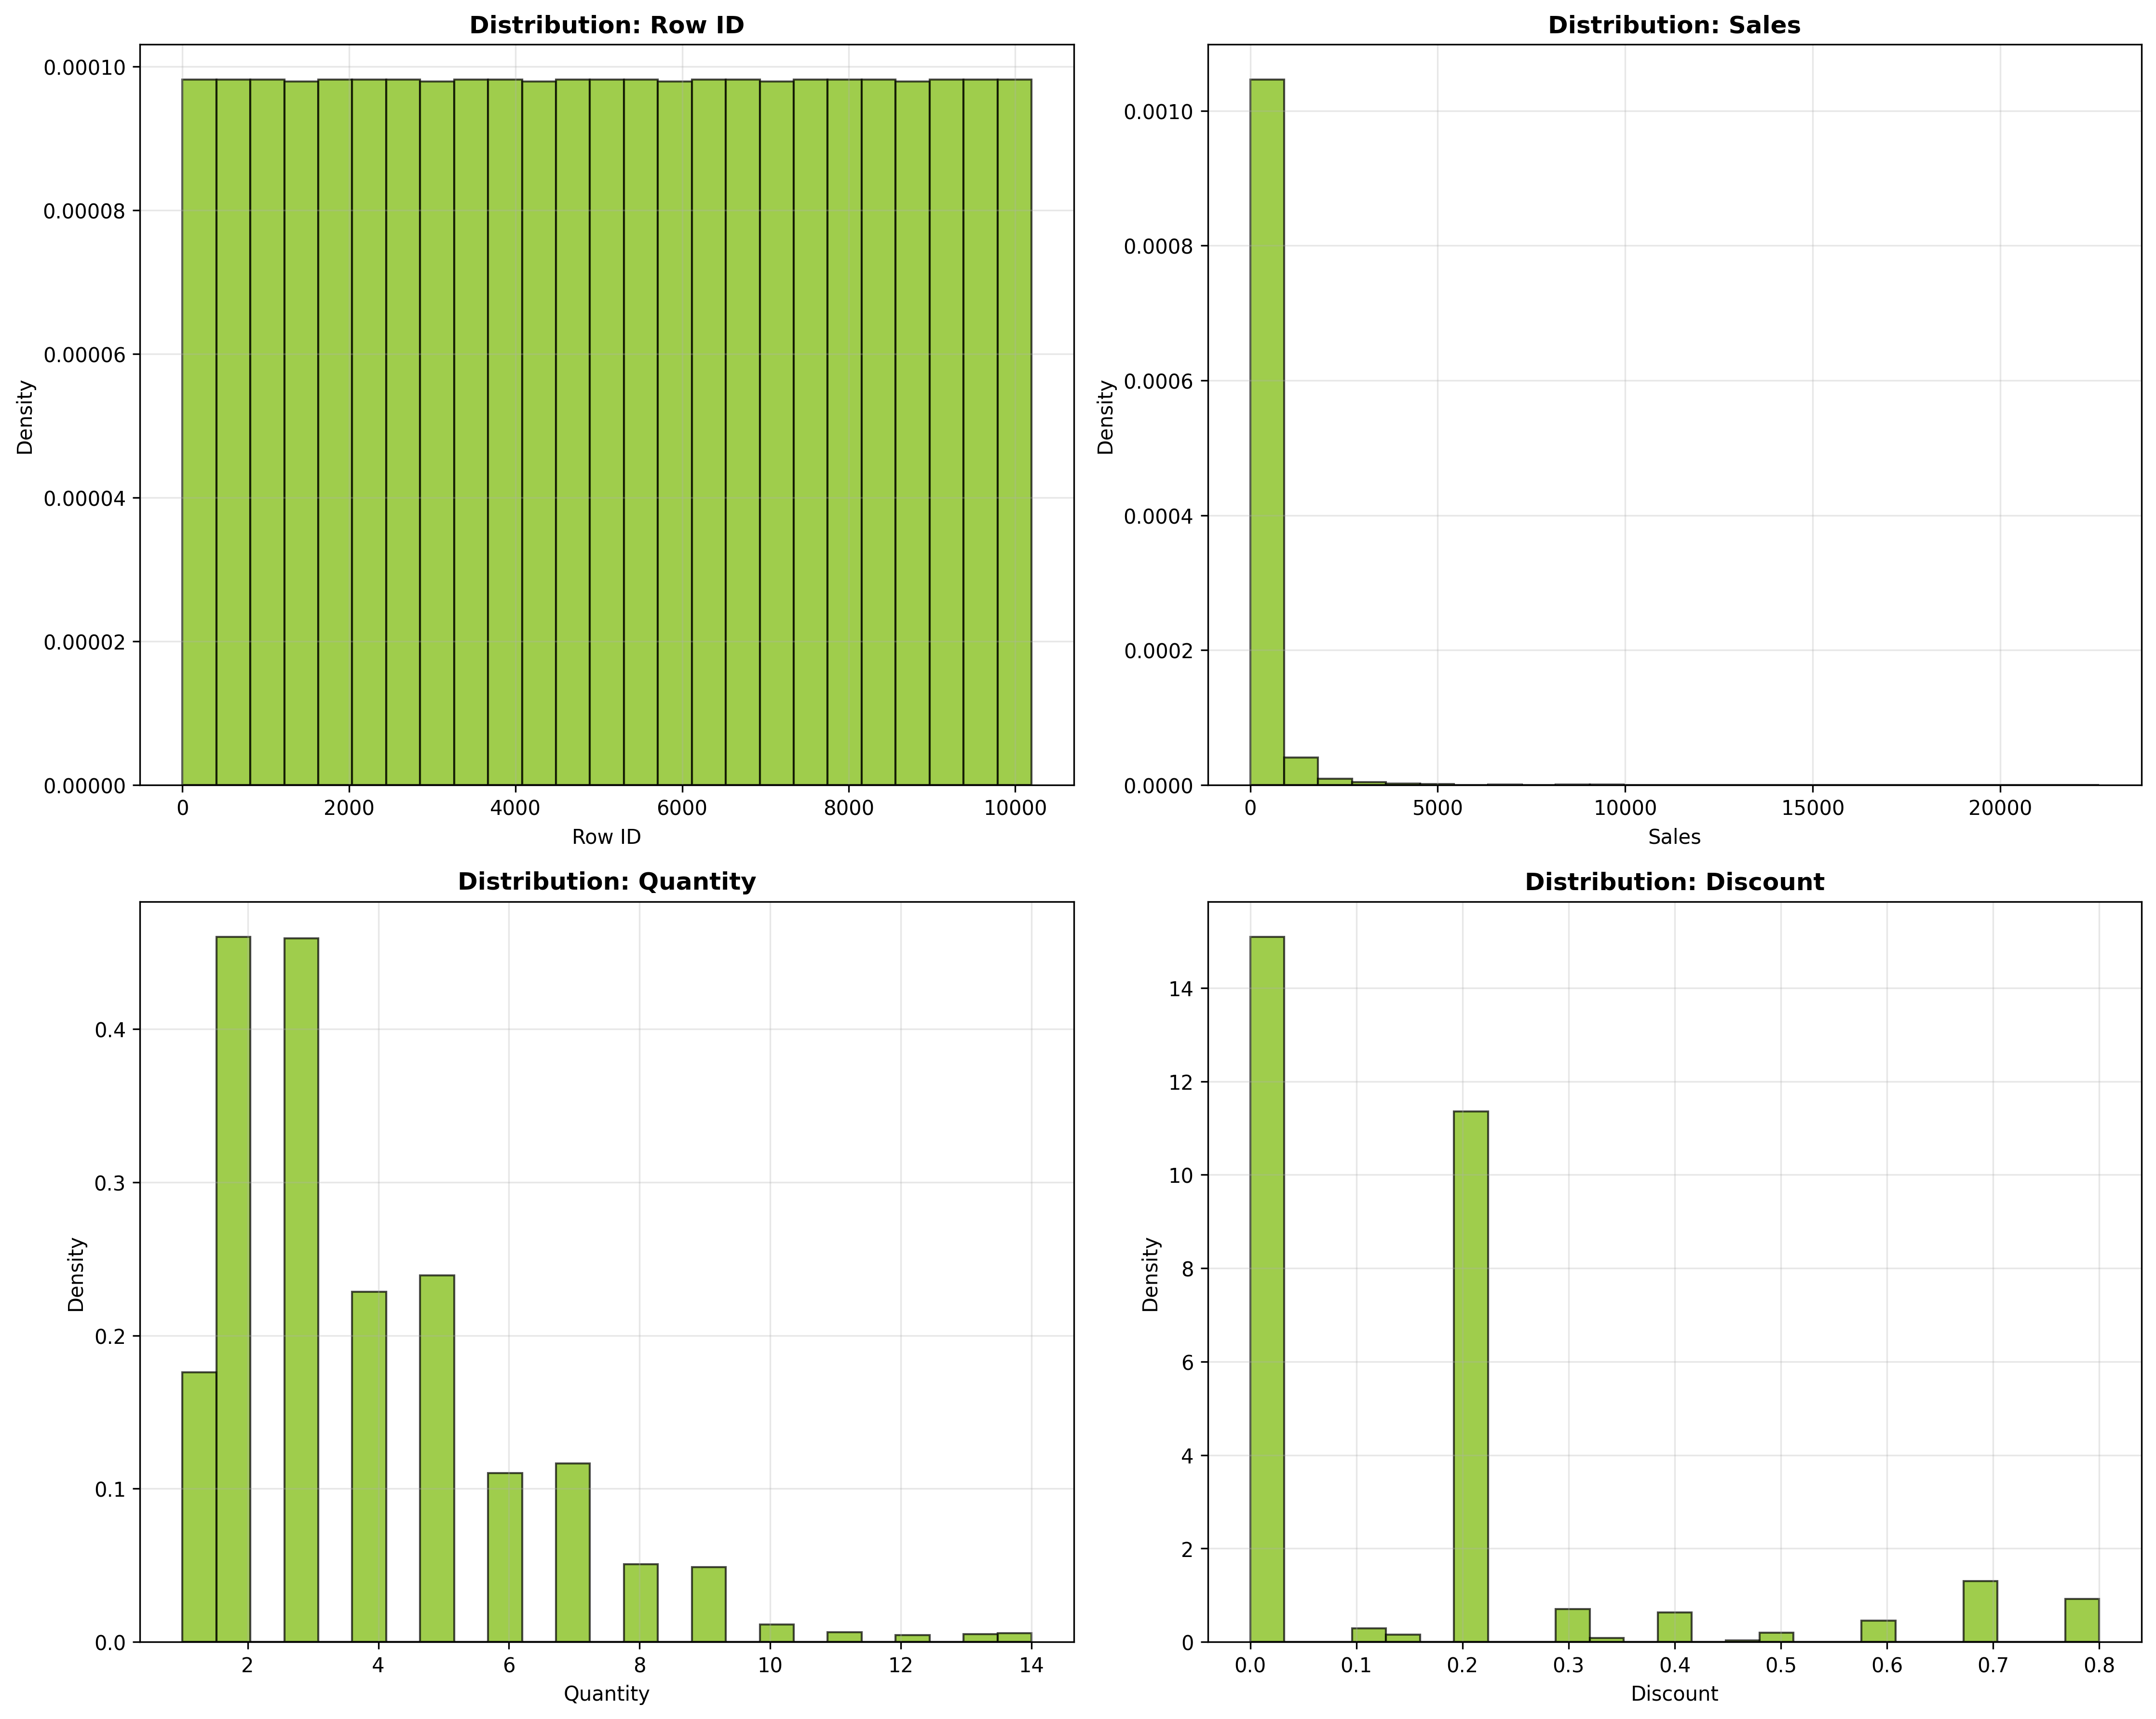 Distribution: Row ID
0.00010
0.00008
0.00006
0.00004
0.00002
0.00000
Density
0 2000 4000 6000 8000 10000
Row ID
Distribution: Sales
0.0010
0.0008
0.0006
0.0004
0.0002
0.0000
Density
0 5000 10000 15000 20000
Sales
Distribution: Quantity
0.4
0.3
0.2
0.1
0.0
Density
2 4 6 8 10 12 14
Quantity
Distribution: Discount
14
12
10
8
6
4
2
0
Density
0.0 0.1 0.2 0.3 0.4 0.5 0.6 0.7 0.8
Discount